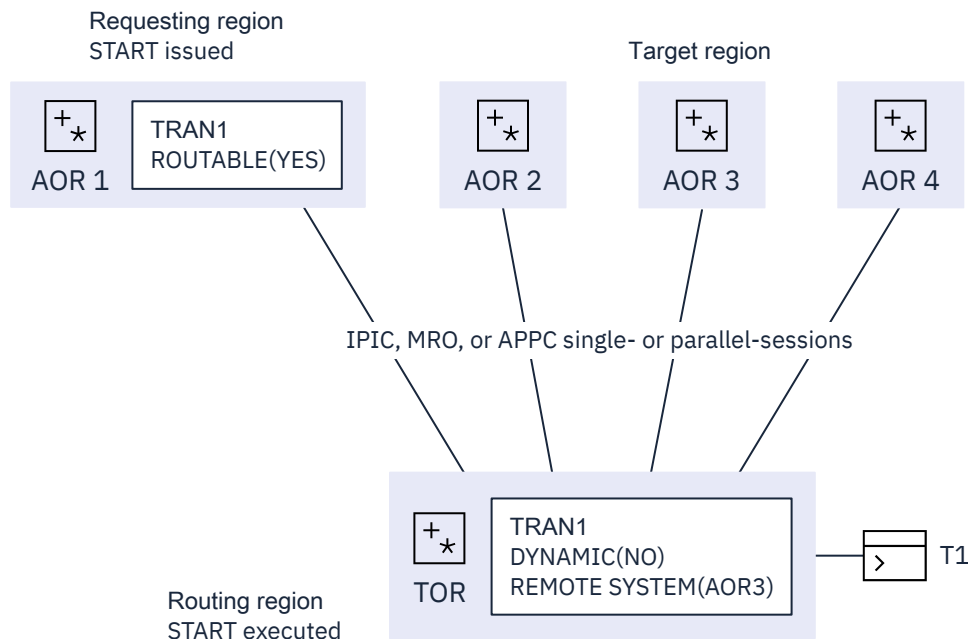 Requesting region
START issued
Target region
TRAN1
ROUTABLE(YES)
AOR 1
AOR 2
AOR 3
AOR 4
IPIC, MRO, or APPC single- or parallel-sessions
TRAN1
DYNAMIC(NO)
REMOTE SYSTEM(AOR3)
TOR
T1
Routing region
START executed